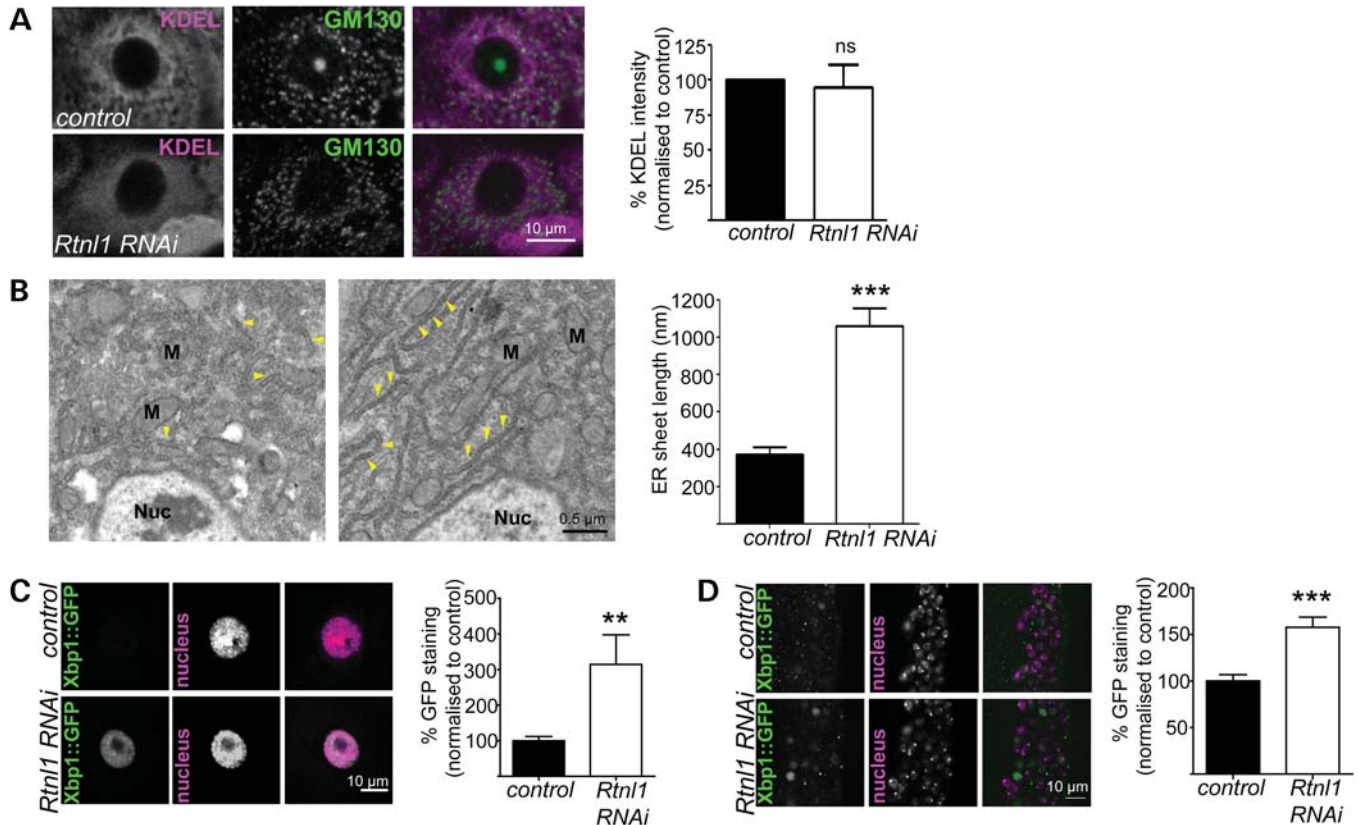 A
KDEL
GM130
control
KDEL
GM130
Rtnl1 RNAi
10 µm
% KDEL intensity
(normalised to control)
125
100
75
50
25
ns
control
Rtnl1 RNAi
B
M
M
Nuc
M
M
Nuc
0.5 µm
ER sheet length (nm)
1200
1000
800
600
400
200
***
control
Rtnl1 RNAi
C
control
Xbp1::GFP
nucleus
Rtnl1 RNAi
Xbp1::GFP
nucleus
10 µm
% GFP staining
(normalised to control)
500
400
300
200
100
**
control
Rtnl1
RNAi
D
control
Xbp1::GFP
nucleus
Rtnl1 RNAi
Xbp1::GFP
nucleus
10 µm
% GFP staining
(normalised to control)
200
150
100
50
***
control
Rtnl1
RNAi